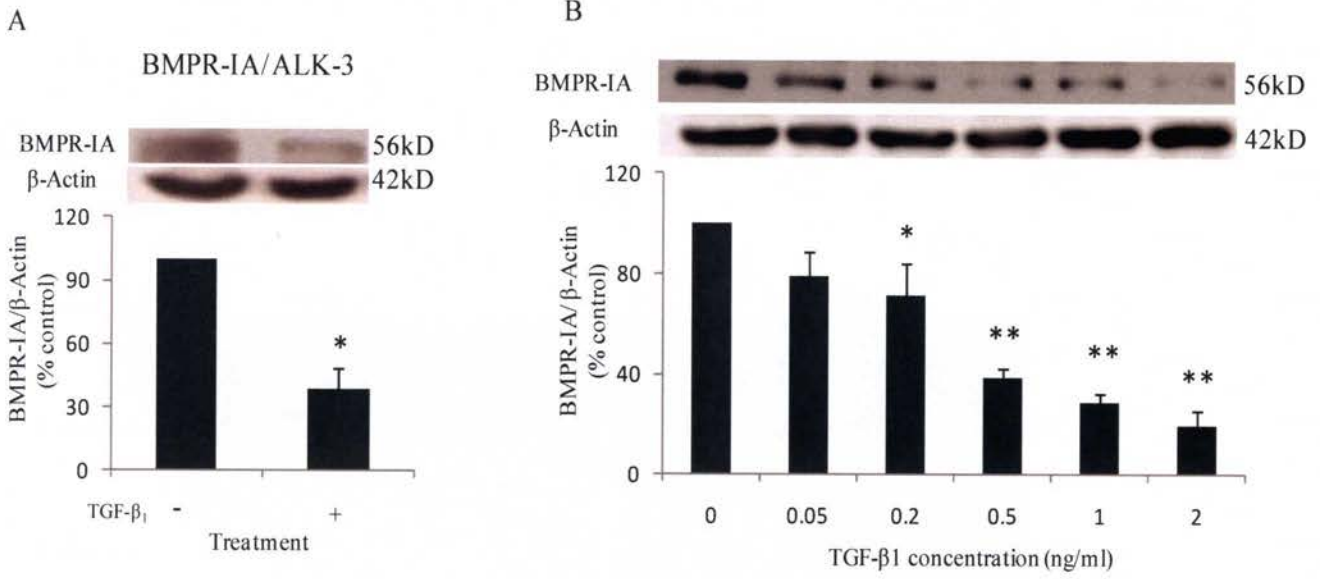 A
BMPR-IA/ALK-3
BMPR-IA 56kD
β-Actin 42kD
120
90
60
30
0
BMPR-IA/β-Actin
(% control)
*
TGF-β₁ - +
Treatment
B
BMPR-IA 56kD
β-Actin 42kD
120
80
40
0
BMPR-IA/β-Actin
(% control)
*
**
**
**
0 0.05 0.2 0.5 1 2
TGF-β1 concentration (ng/ml)